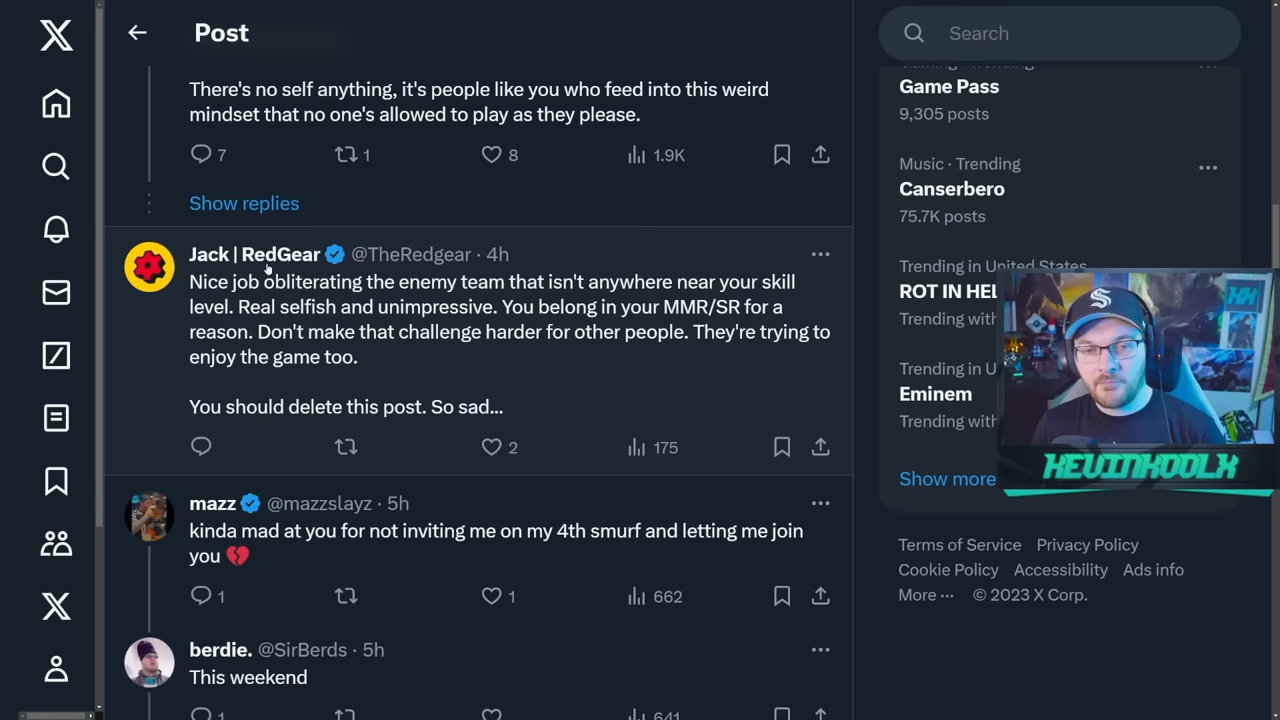 Post
Search
There's no self anything, it's people like you who feed into this weird
mindset that no one's allowed to play as they please.
7 1 8 1.9K
Show replies
Jack | RedGear @TheRedgear · 4h
Nice job obliterating the enemy team that isn't anywhere near your skill
level. Real selfish and unimpressive. You belong in your MMR/SR for a
reason. Don't make that challenge harder for other people. They're trying to
enjoy the game too.
You should delete this post. So sad...
2 175
mazz @mazzslayz · 5h
kinda mad at you for not inviting me on my 4th smurf and letting me join
you 💔
1 1 662
berdie. @SirBerds · 5h
This weekend
1 641
Game Pass
9,305 posts
Music · Trending
Canserbero
75.7K posts
Trending in United States
ROT IN HEL
Trending with
Trending in U
Eminem
Trending with
Show more
KEVINKOOLX
Terms of Service Privacy Policy
Cookie Policy Accessibility Ads info
More ··· © 2023 X Corp.